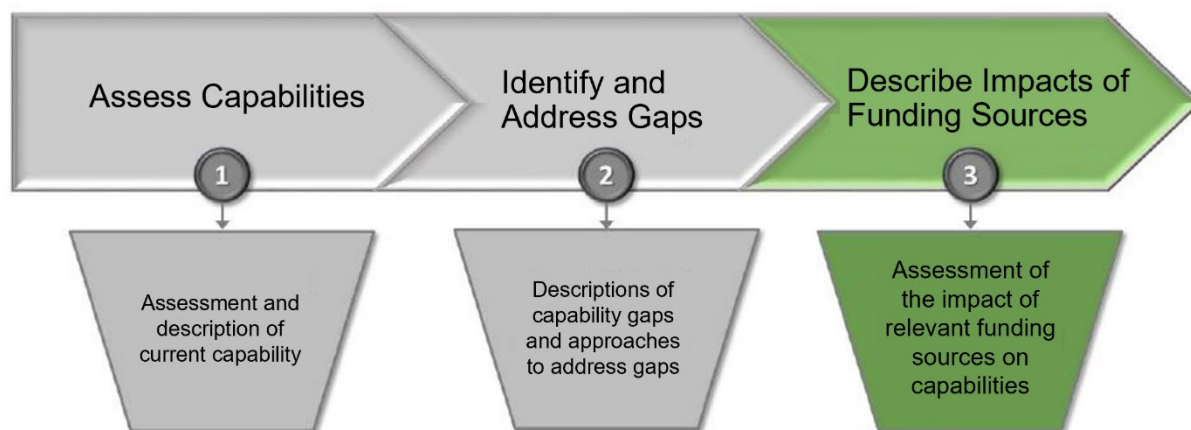 Assess Capabilities
Identify and
Address Gaps
Describe Impacts of
Funding Sources
1
2
3
Assessment and
description of
current capability
Descriptions of
capability gaps
and approaches
to address gaps
Assessment of
the impact of
relevant funding
sources on
capabilities